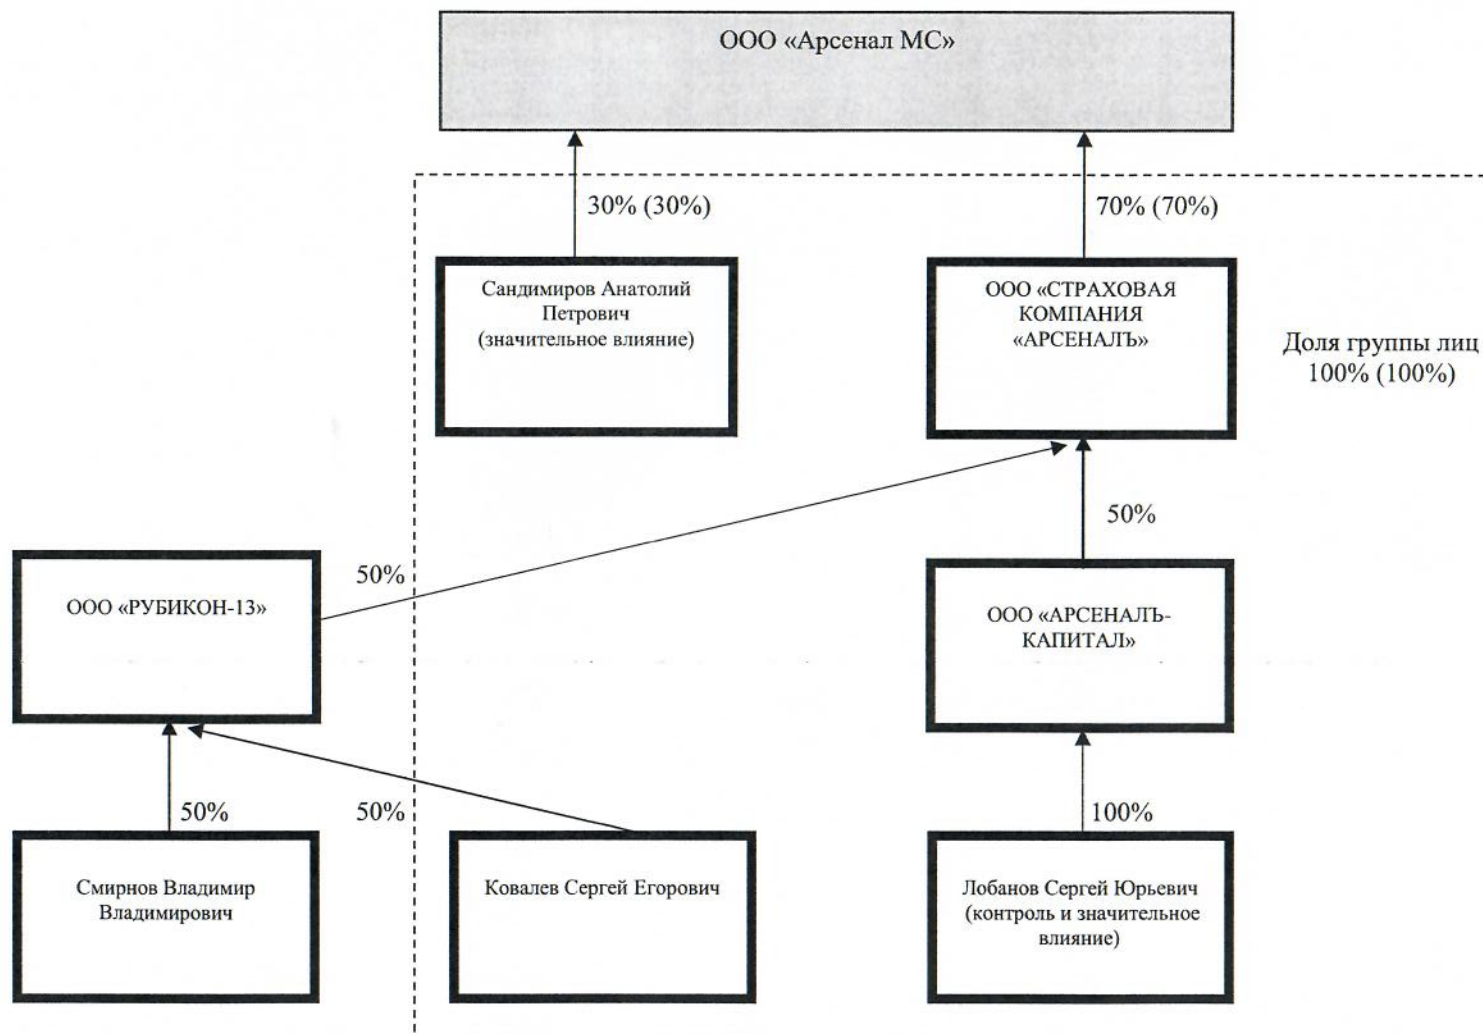 ООО «Арсенал МС»
30% (30%)
70% (70%)
Сандимиров Анатолий
Петрович
(значительное влияние)
ООО «СТРАХОВАЯ
КОМПАНИЯ
«АРСЕНАЛЪ»
Доля группы лиц
100% (100%)
50%
50%
ООО «РУБИКОН-13»
ООО «АРСЕНАЛЪ-
КАПИТАЛ»
50%
50%
100%
Смирнов Владимир
Владимирович
Ковалев Сергей Егорович
Лобанов Сергей Юрьевич
(контроль и значительное
влияние)